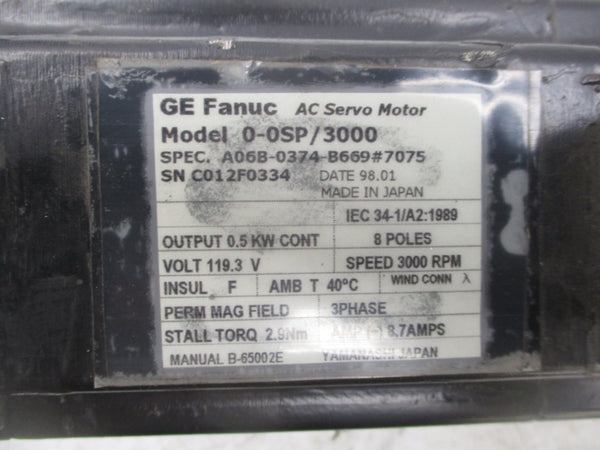 GE Fanuc AC Servo Motor
Model 0-0SP/3000
SPEC. A06B-0374-B669#7075
SN C012F0334 DATE 98.01
MADE IN JAPAN
IEC 34-1/A2:1989
OUTPUT 0.5 KW CONT 8 POLES
VOLT 119.3 V SPEED 3000 RPM
INSUL F AMB T 40ºC WIND CONN λ
PERM MAG FIELD 3PHASE
STALL TORQ 2.9Nm AMP (~) 3.7AMPS
MANUAL B-65002E YAMANASHI JAPAN